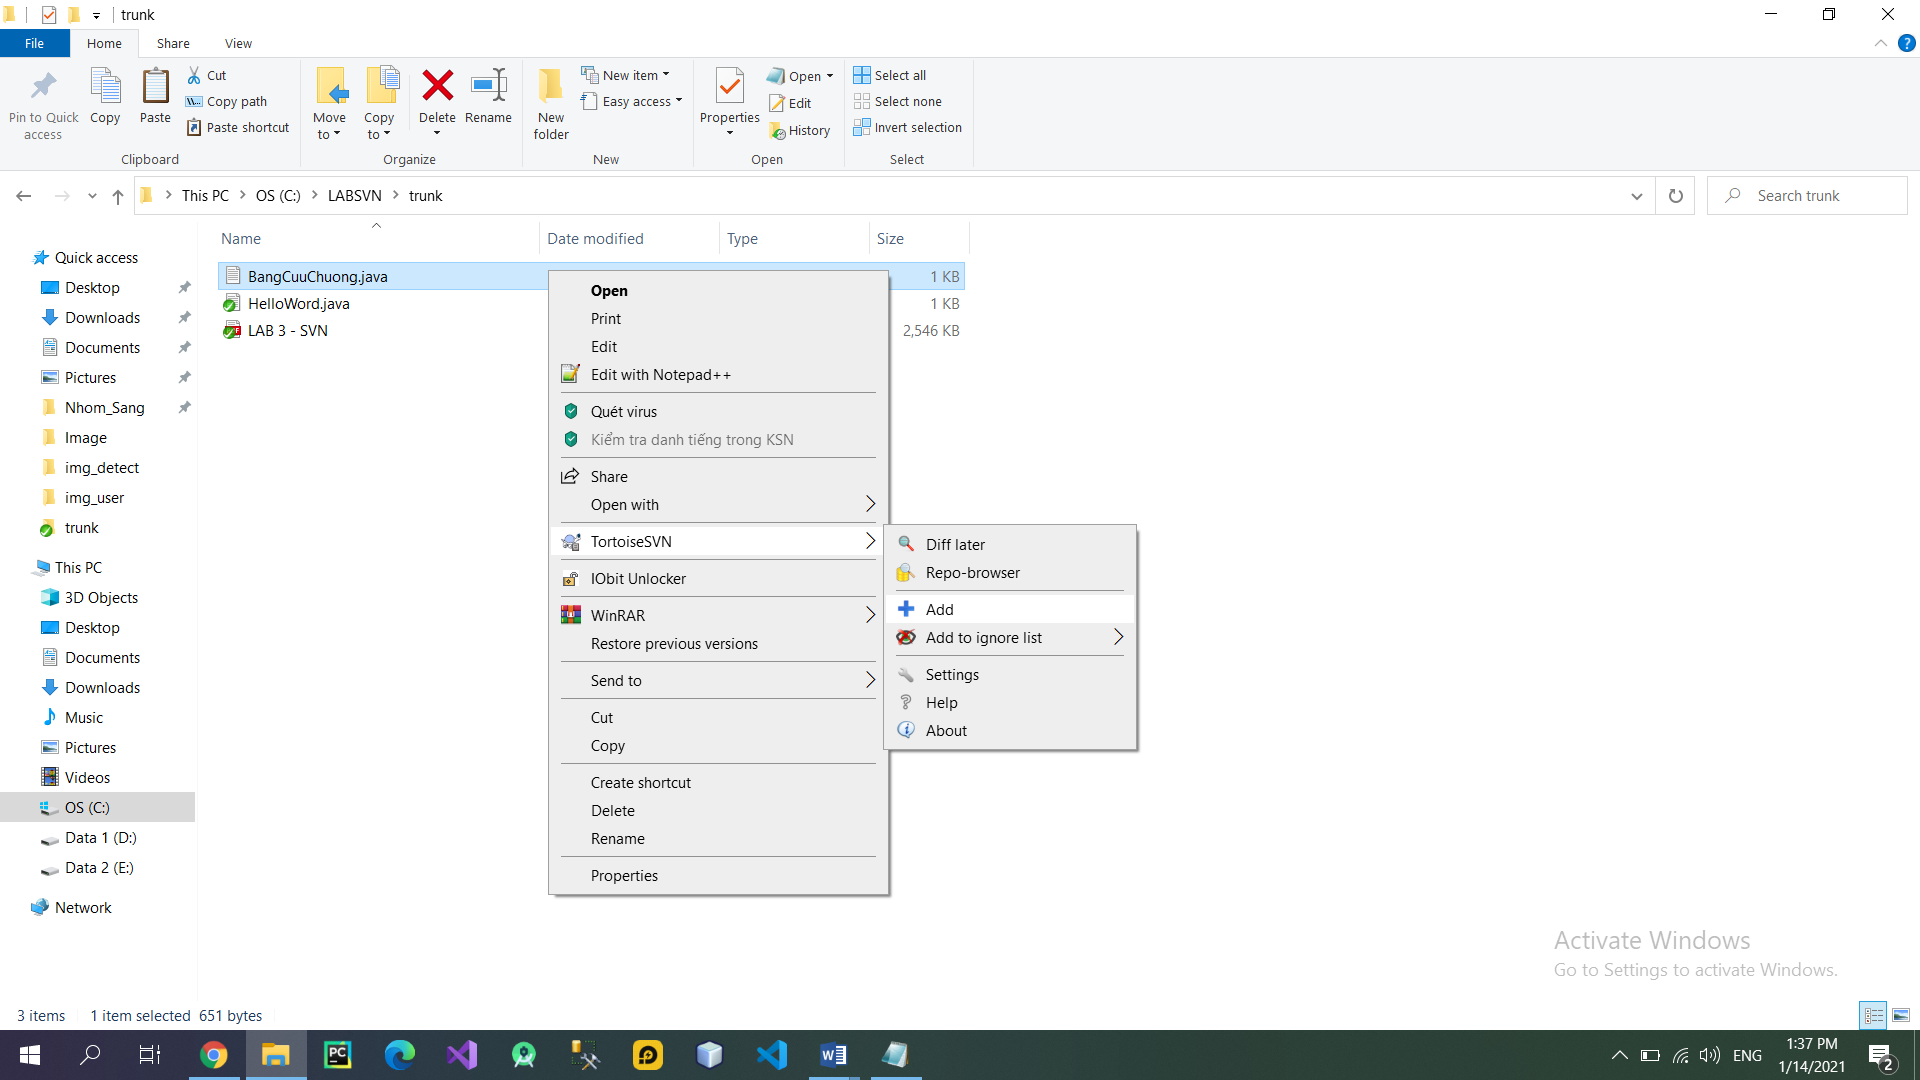 trunk
File
Home
Share
View
Pin to Quick access
Copy
Paste
Cut
Copy path
Paste shortcut
Clipboard
Move to
Copy to
Delete
Rename
Organize
New folder
New item
Easy access
New
Properties
Open
Edit
History
Open
Select all
Select none
Invert selection
Select
This PC
OS (C:)
LABSVN
trunk
Search trunk
Name
Date modified
Type
Size
Quick access
Desktop
Downloads
Documents
Pictures
Nhom_Sang
Image
img_detect
img_user
trunk
This PC
3D Objects
Desktop
Documents
Downloads
Music
Pictures
Videos
OS (C:)
Data 1 (D:)
Data 2 (E:)
Network
BangCuuChuong.java
1 KB
HelloWord.java
1 KB
LAB 3 - SVN
2,546 KB
Open
Print
Edit
Edit with Notepad++
Quét virus
Kiểm tra danh tiếng trong KSN
Share
Open with
TortoiseSVN
IObit Unlocker
WinRAR
Restore previous versions
Send to
Cut
Copy
Create shortcut
Delete
Rename
Properties
Diff later
Repo-browser
Add
Add to ignore list
Settings
Help
About
Activate Windows
Go to Settings to activate Windows.
3 items
1 item selected 651 bytes
ENG
1:37 PM
1/14/2021
2